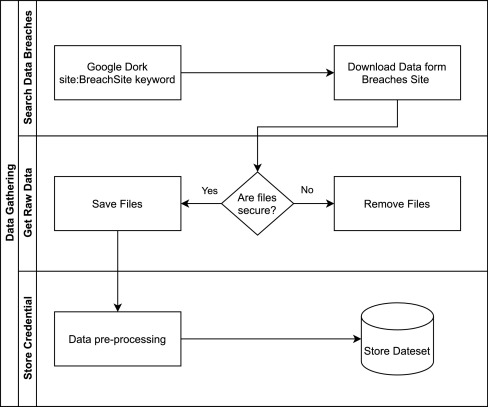 Data Gathering
Search Data Breaches
Google Dork
site:BreachSite keyword
Download Data form
Breaches Site
Get Raw Data
Save Files
Yes
Are files
secure?
No
Remove Files
Store Credential
Data pre-processing
Store Dateset